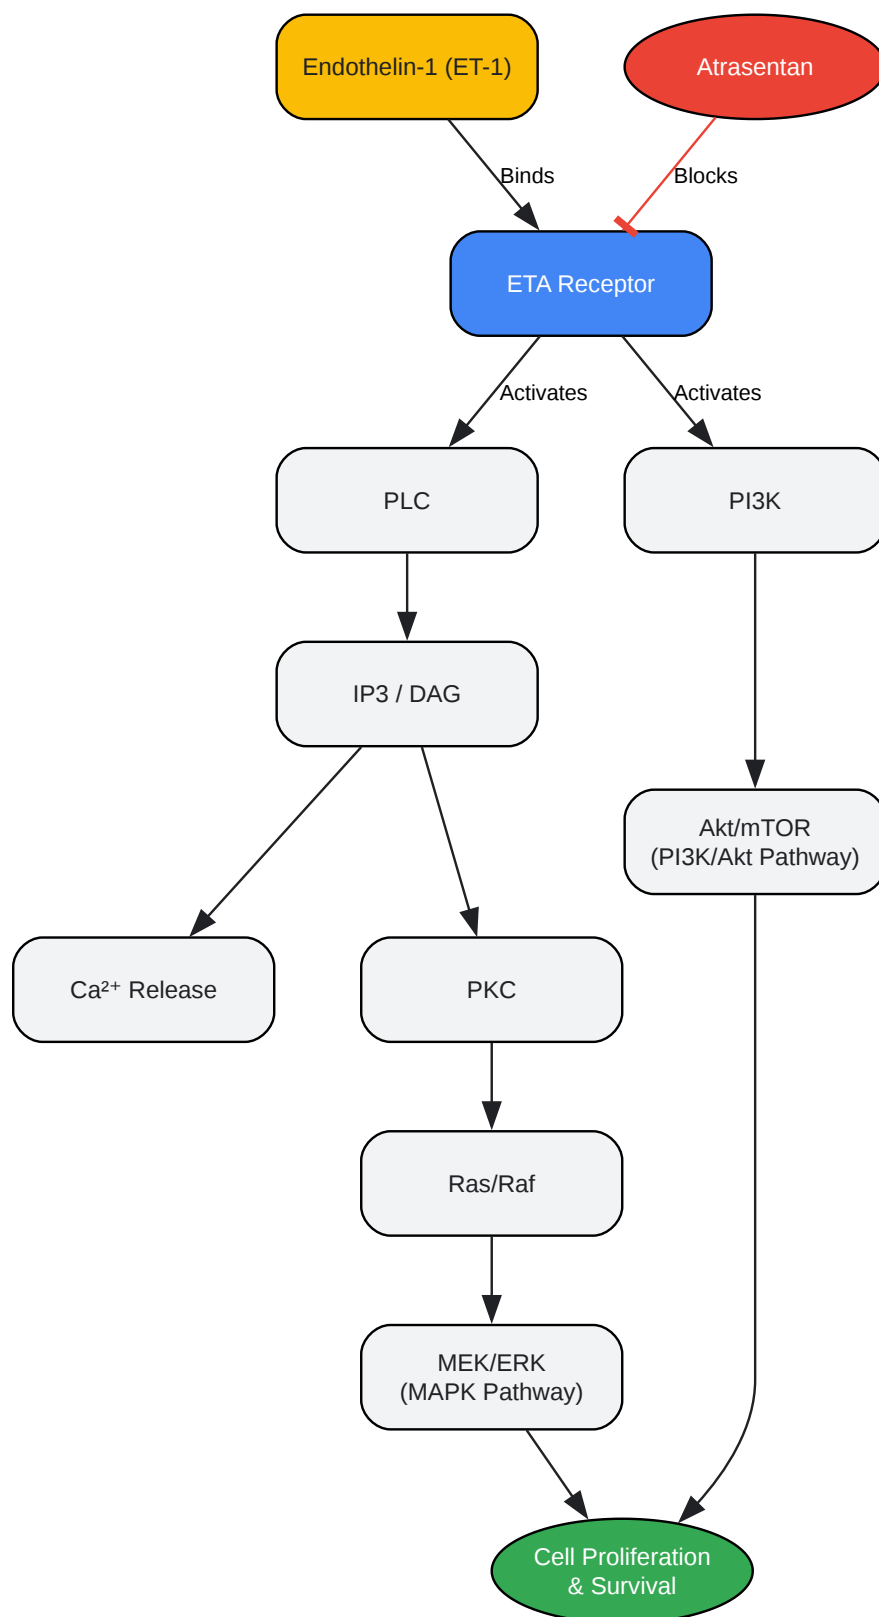 Endothelin-1 (ET-1)
Atrasentan
Binds
Blocks
ETA Receptor
Activates
Activates
PLC
PI3K
IP3 / DAG
Akt/mTOR
(PI3K/Akt Pathway)
Ca²⁺ Release
PKC
Ras/Raf
MEK/ERK
(MAPK Pathway)
Cell Proliferation
& Survival